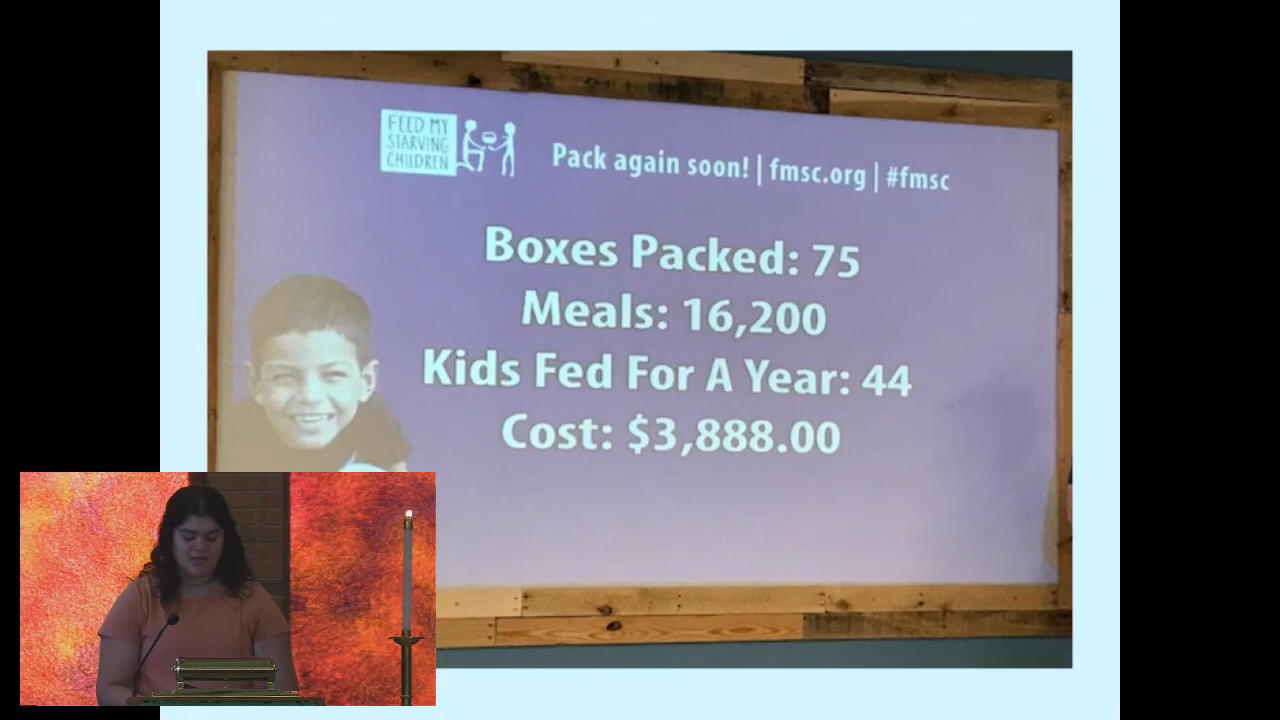 FEED MY
STARVING
CHILDREN
Pack again soon! | fmsc.org | #fmsc
Boxes Packed: 75
Meals: 16,200
Kids Fed For A Year: 44
Cost: $3,888.00